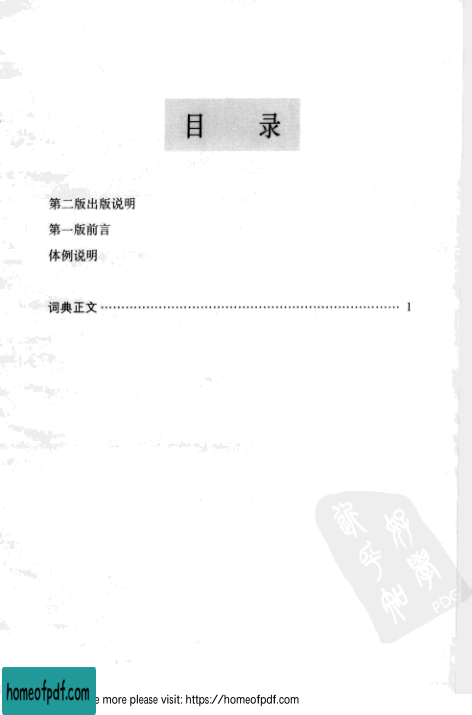 目 录
第二版出版说明
第一版前言
体例说明
词典正文 ………………………………………………………… 1
PDG
homeofpdf.com
e more please visit: https://homeofpdf.com